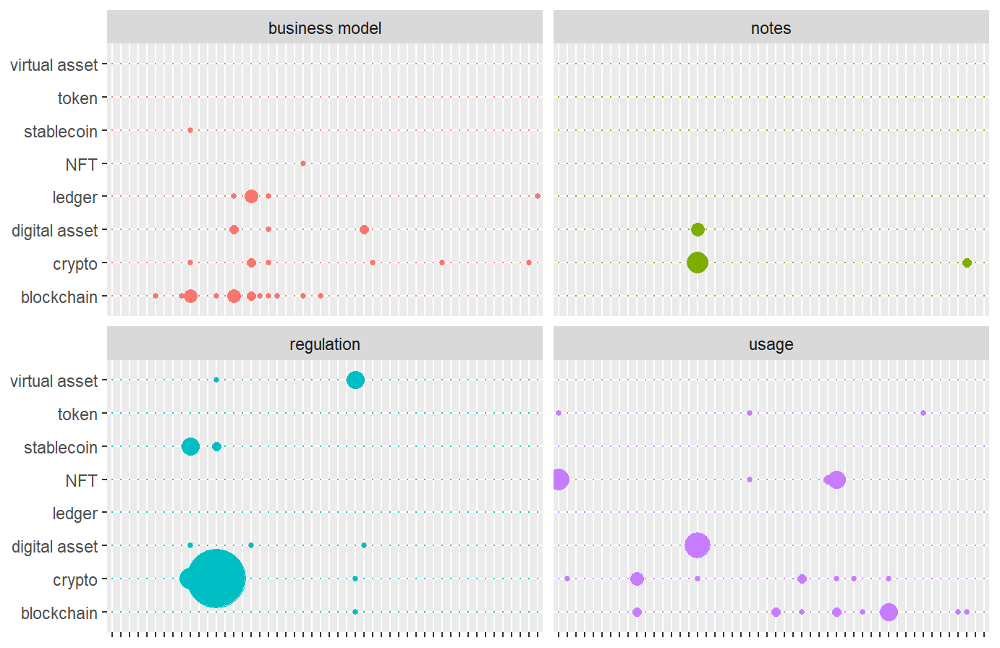 business model
notes
virtual asset
token
stablecoin
NFT
ledger
digital asset
crypto
blockchain
regulation
usage
virtual asset
token
stablecoin
NFT
ledger
digital asset
crypto
blockchain